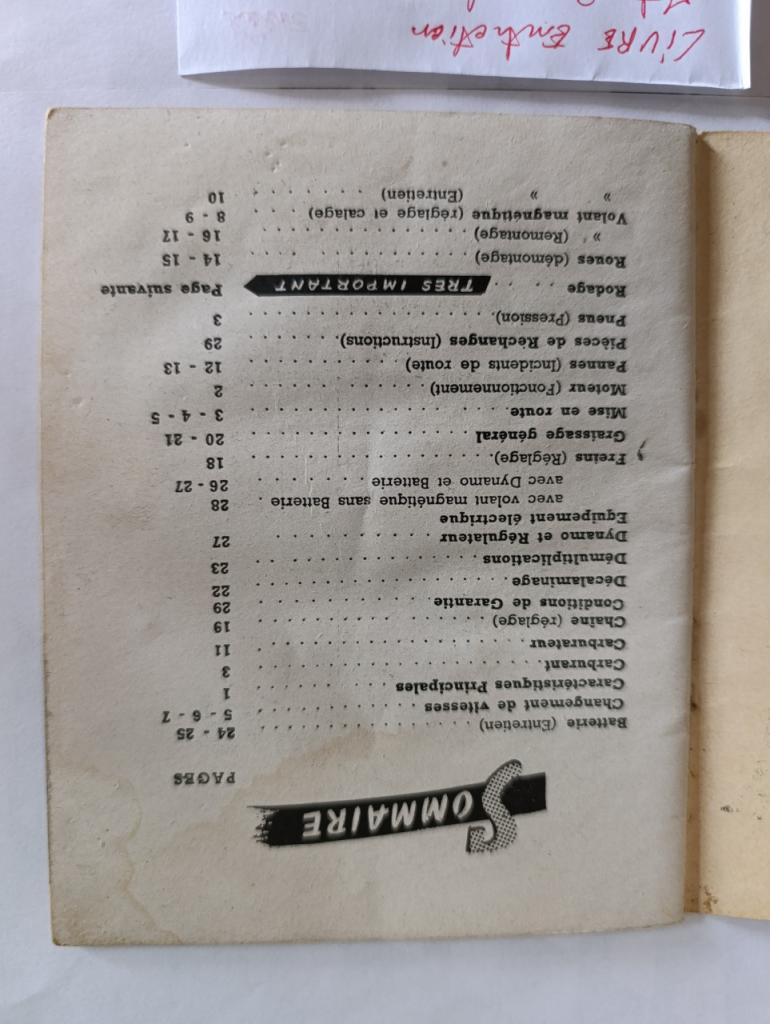 SOMMAIRE
PAGES
Batterie (Entretien) . . . . . . . . . . . . 24 - 25
Changement de vitesses . . . . . . . . . . 5 - 6 - 7
Caractéristiques Principales . . . . . . . . 1
Carburant . . . . . . . . . . . . . . . . . 3
Carburateur . . . . . . . . . . . . . . . . 11
Chaine (réglage) . . . . . . . . . . . . . 19
Conditions de Garantie . . . . . . . . . . 29
Décalaminage . . . . . . . . . . . . . . . 22
Démultiplications . . . . . . . . . . . . . 23
Dynamo et Régulateur . . . . . . . . . . . 27
Equipement électrique
avec volant magnétique sans Batterie . 28
avec Dynamo et Batterie . . . . . . . 26 - 27
Freins (Réglage). . . . . . . . . . . . . . 18
Graissage général . . . . . . . . . . . . . 20 - 21
Mise en route . . . . . . . . . . . . . . . 3 - 4 - 5
Moteur (Fonctionnement) . . . . . . . . . . 2
Pannes (Incidents de route) . . . . . . . . 12 - 13
Pièces de Rechanges (Instructions). . . . . 29
Pneus (Pression). . . . . . . . . . . . . . 3
Rodage . . . . TRES IMPORTANT Page suivante
Roues (démontage) . . . . . . . . . . . . 14 - 15
» (Remontage) . . . . . . . . . . . . 16 - 17
Volant magnétique (réglage et calage) . . . 8 - 9
» » (Entretien) . . . . . . . 10
LIVRE Entretien